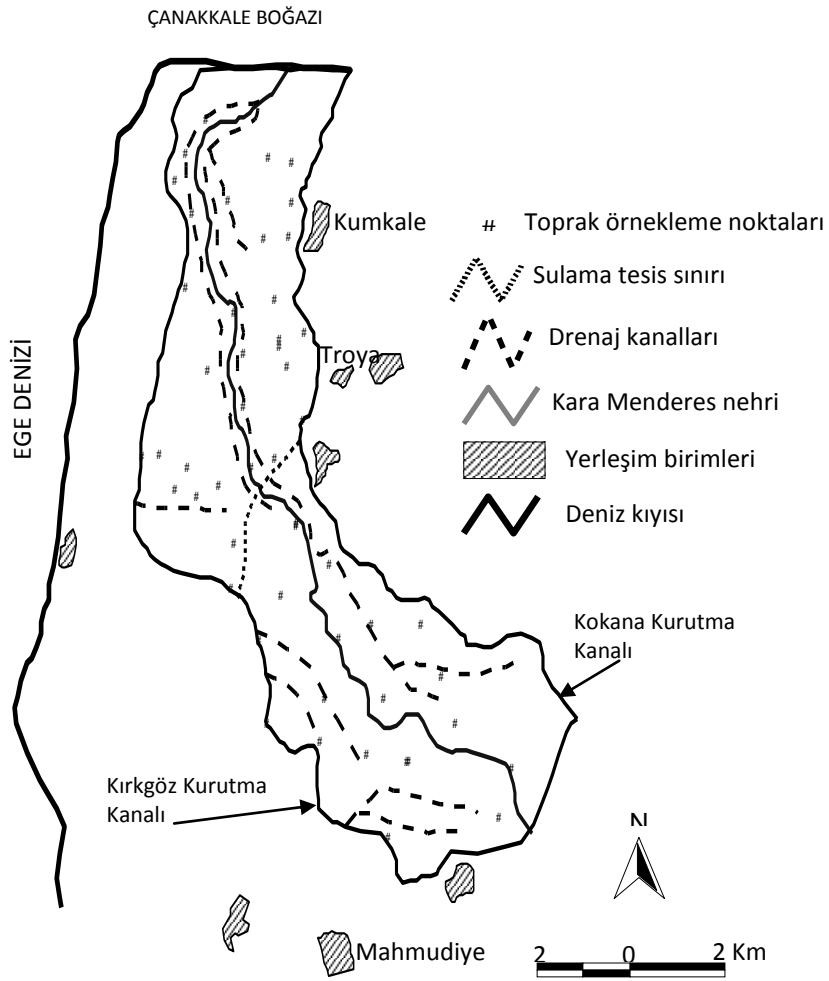 ÇANAKKALE BOĞAZI
Kumkale
# Toprak örnekleme noktaları
Sulama tesis sınırı
Drenaj kanalları
Troya
Kara Menderes nehri
EGE DENİZİ
Yerleşim birimleri
Deniz kıyısı
Kokana Kurutma
Kanalı
Kırkgöz Kurutma
Kanalı
N
Mahmudiye
2 0 2 Km